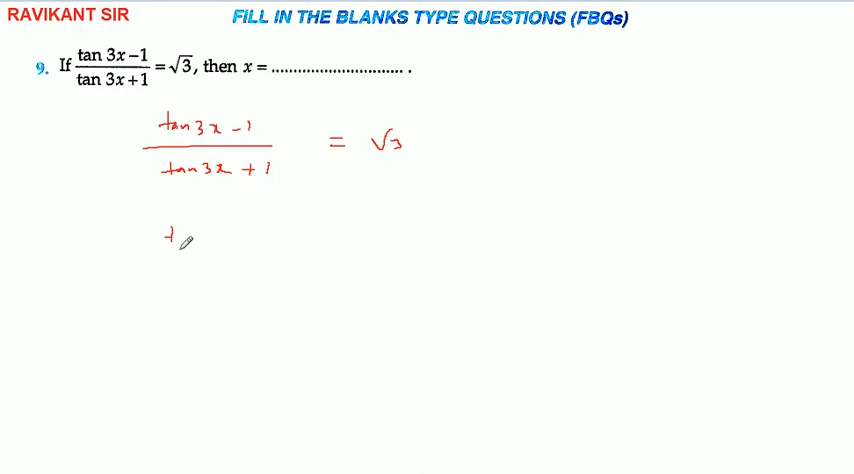 RAVIKANT SIR
FILL IN THE BLANKS TYPE QUESTIONS (FBQs)
9. If (tan 3x−1)/(tan 3x+1) = √3, then x = .............................. .
tan 3x − 1
= √3
tan 3x + 1